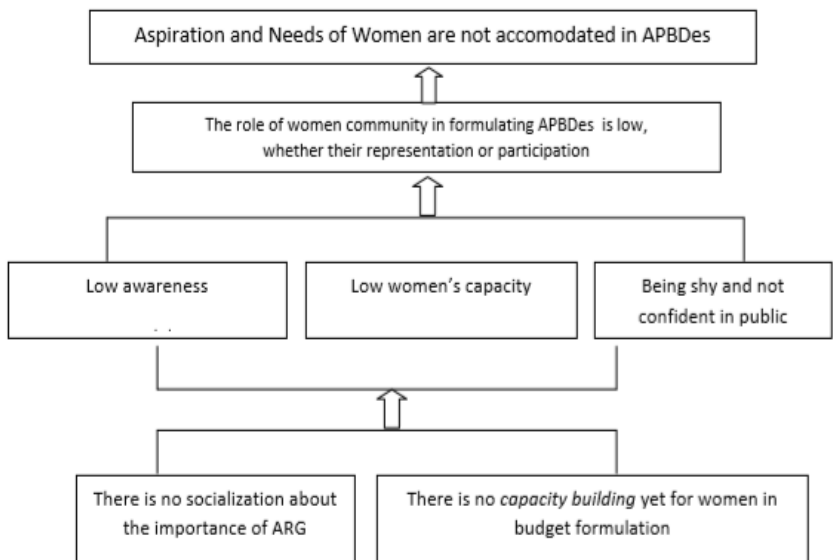 Aspiration and Needs of Women are not accomodated in APBDes
The role of women community in formulating APBDes is low,
whether their representation or participation
Low awareness
Low women's capacity
Being shy and not
confident in public
There is no socialization about
the importance of ARG
There is no capacity building yet for women in
budget formulation